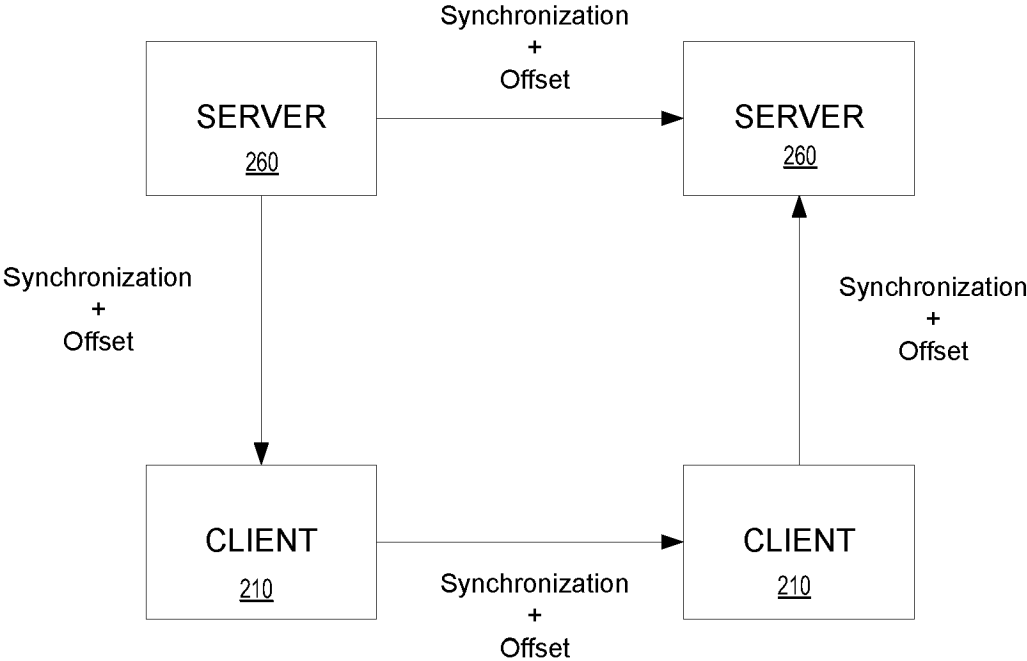 Synchronization
+
Offset
SERVER
260
SERVER
260
Synchronization
+
Offset
Synchronization
+
Offset
CLIENT
210
CLIENT
210
Synchronization
+
Offset